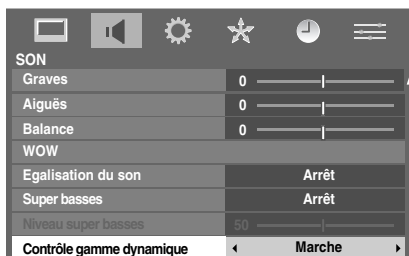 SON
Graves 0
Aiguës 0
Balance 0
WOW
Egalisation du son Arrêt
Super basses Arrêt
Niveau super basses 50
Contrôle gamme dynamique Marche